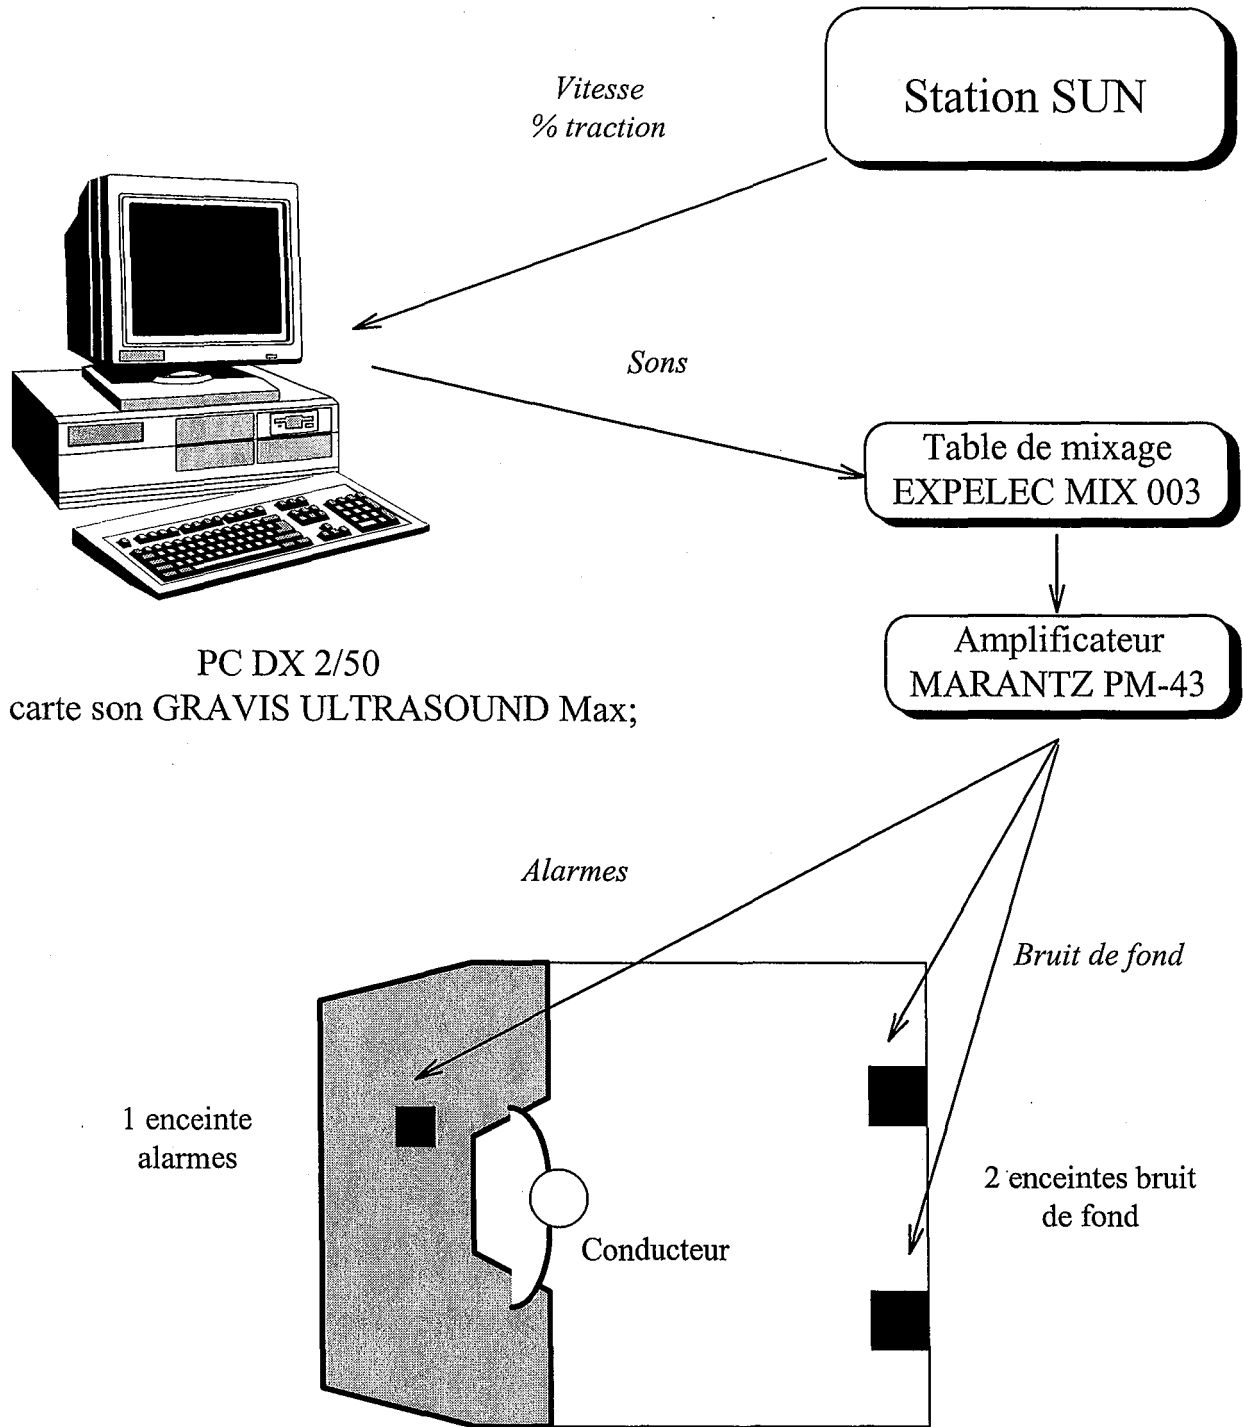 Station SUN
Vitesse
% traction
Sons
Table de mixage
EXPELEC MIX 003
Amplificateur
MARANTZ PM-43
PC DX 2/50
carte son GRAVIS ULTRASOUND Max;
Alarmes
Bruit de fond
1 enceinte
alarmes
2 enceintes bruit
de fond
Conducteur